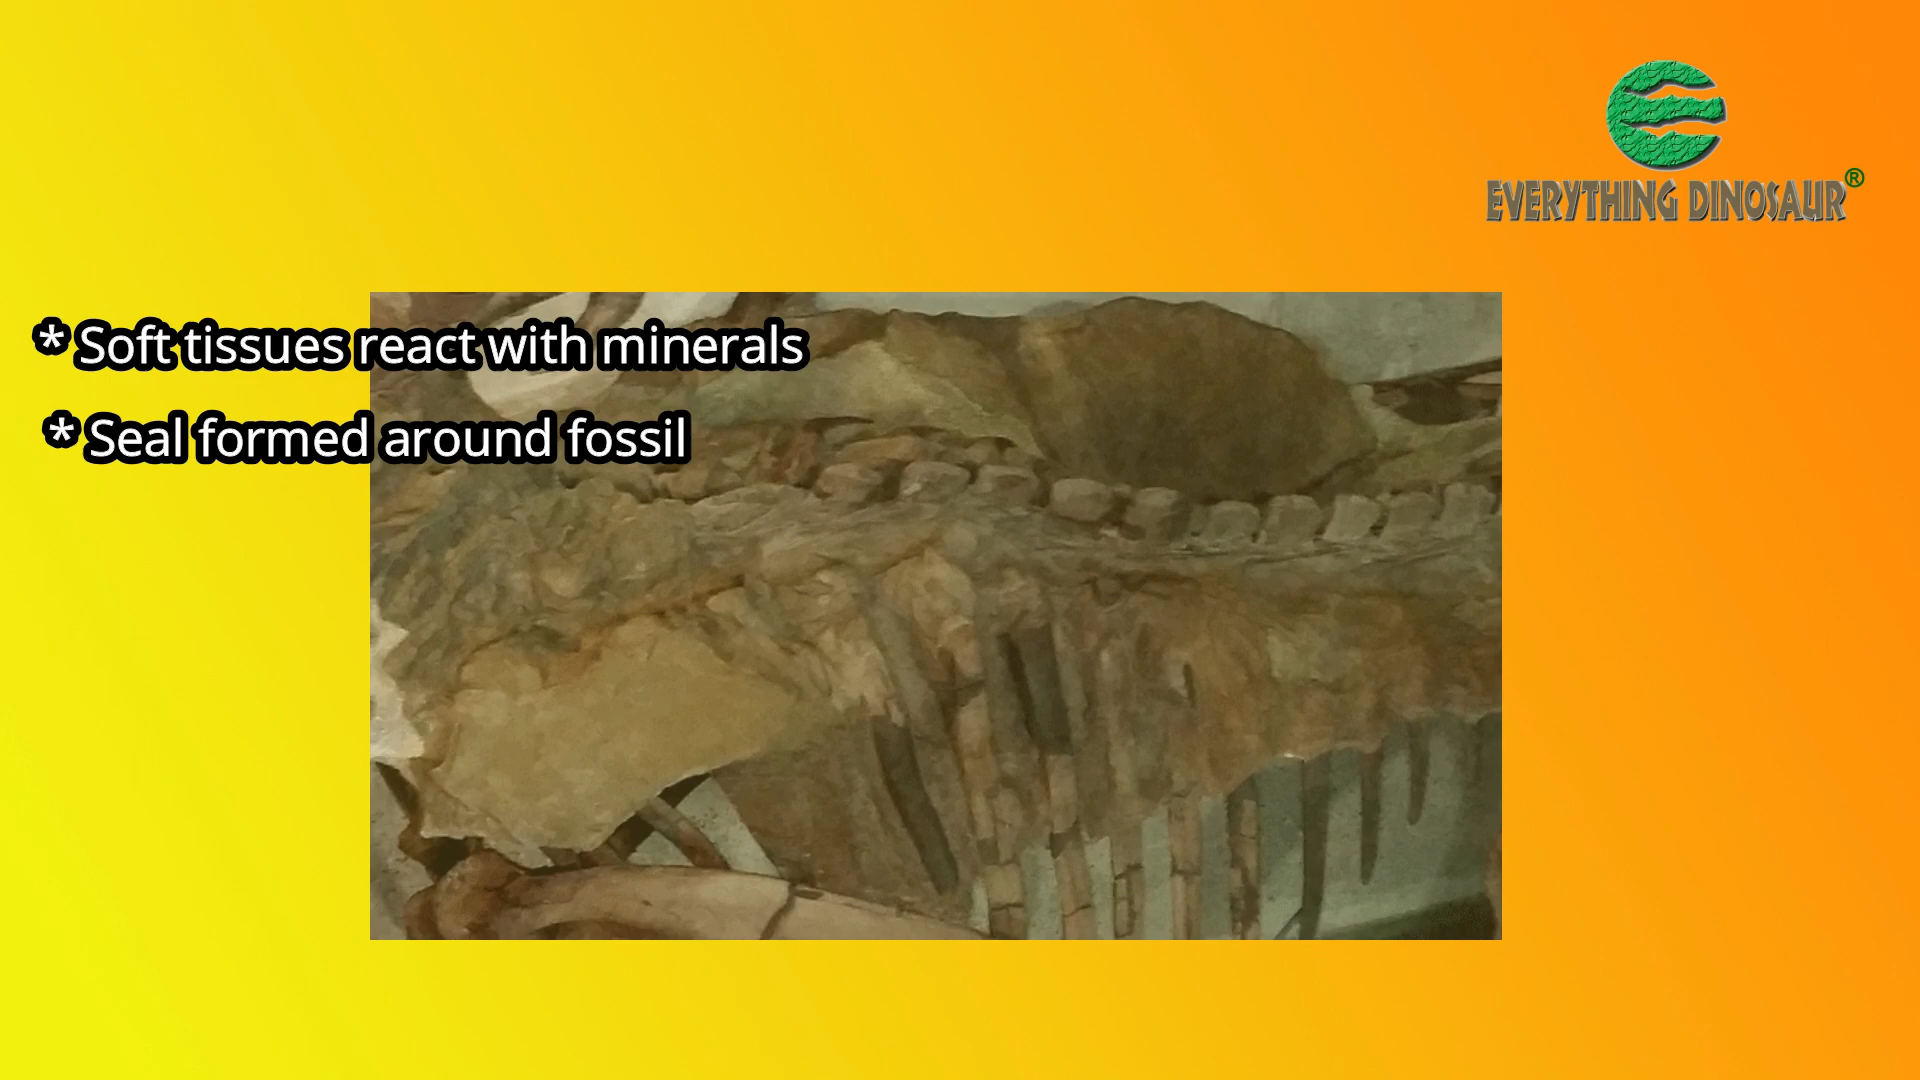 EVERYTHING DINOSAUR®
* Soft tissues react with minerals
* Seal formed around fossil